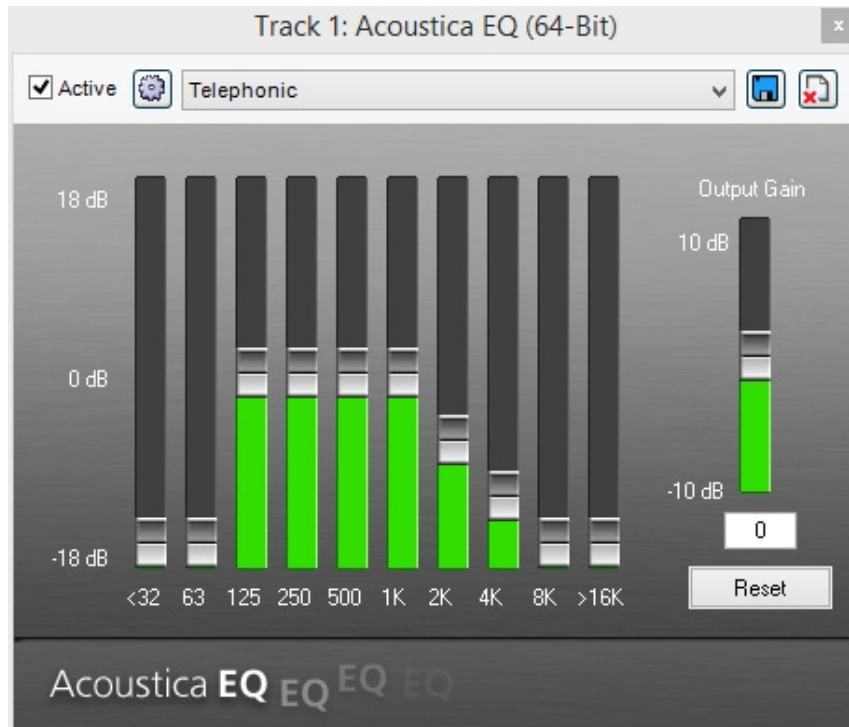 Track 1: Acoustica EQ (64-Bit)
x
Active
Telephonic
18 dB
0 dB
-18 dB
<32 63 125 250 500 1K 2K 4K 8K >16K
Output Gain
10 dB
-10 dB
0
Reset
Acoustica EQ EQ EQ EQ